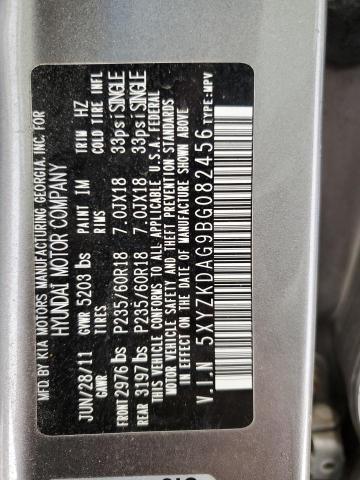 MFD BY KIA MOTORS MANUFACTURING GEORGIA, INC. FOR
HYUNDAI MOTOR COMPANY
JUN/28/11 GVWR 5203 lbs PAINT IM TRIM HZ
GAWR TIRES RIMS COLD TIRE INFL
FRONT 2976 lbs P235/60R18 7.0JX18 33psi SINGLE
REAR 3197 lbs P235/60R18 7.0JX18 33psi SINGLE
THIS VEHICLE CONFORMS TO ALL APPLICABLE U.S.A. FEDERAL
MOTOR VEHICLE SAFETY, BUMPER, AND THEFT PREVENTION STANDARDS
IN EFFECT ON THE DATE OF MANUFACTURE SHOWN ABOVE
V.I.N 5XYZKDAG9BG082456 TYPE:MPV